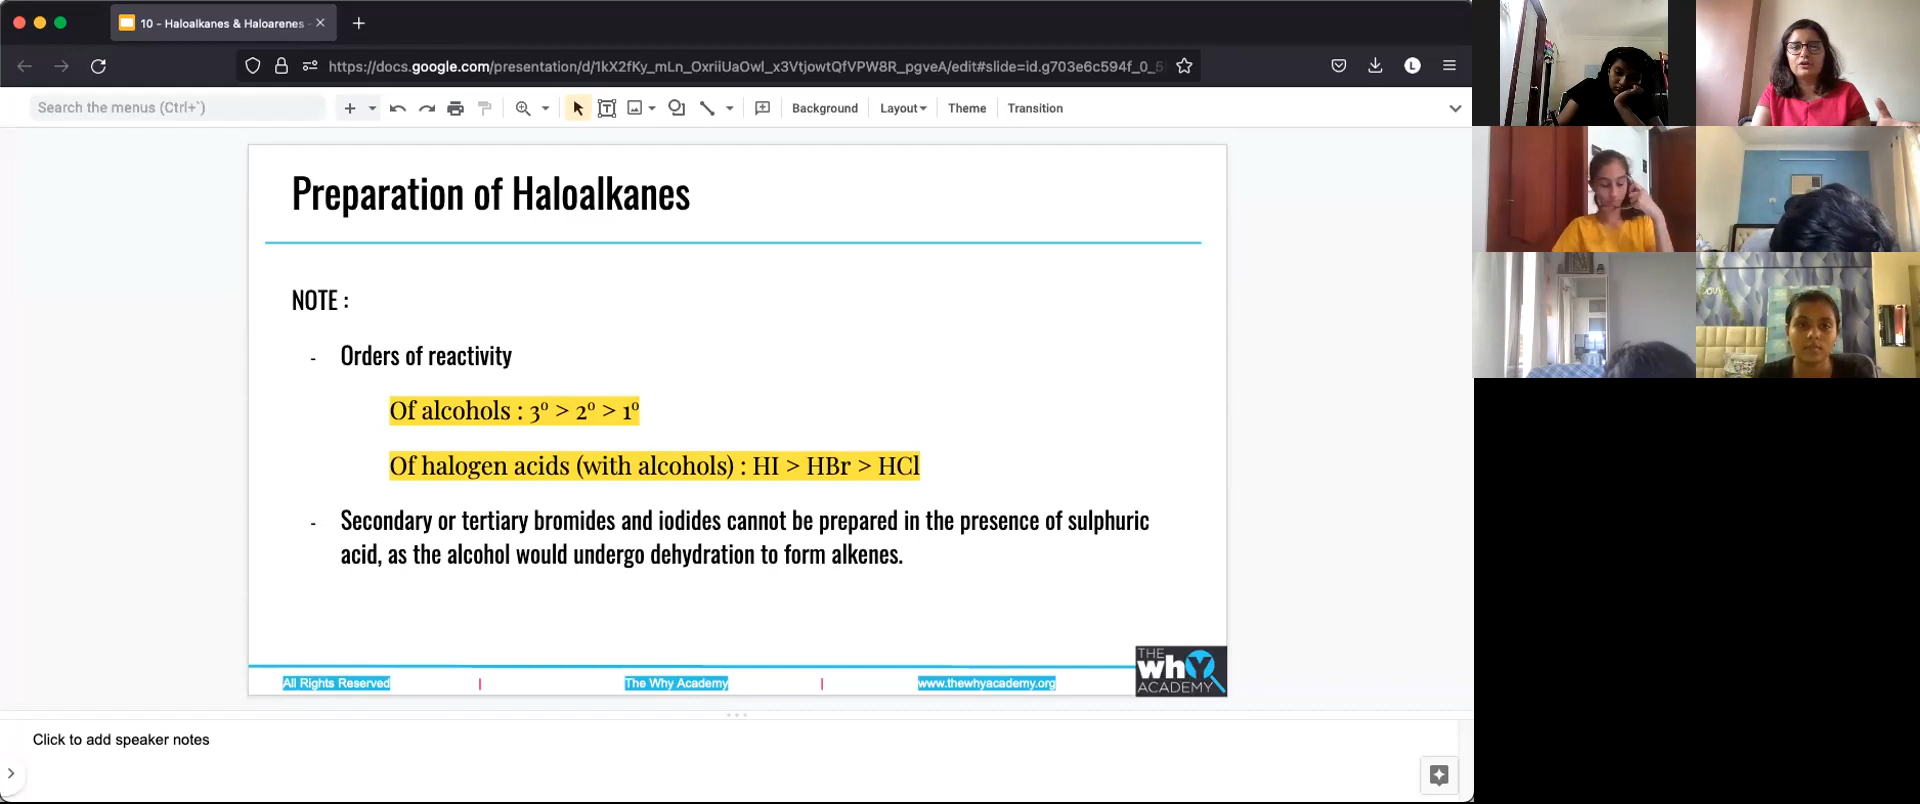 10 - Haloalkanes & Haloarenes -
https://docs.google.com/presentation/d/1kX2fKy_mLn_OxriiUaOwl_x3VtjowtQfVPW8R_pgveA/edit#slide=id.g703e6c594f_0_5
L
Search the menus (Ctrl+`)
Background
Layout
Theme
Transition
Preparation of Haloalkanes
NOTE :
- Orders of reactivity
Of alcohols : 3º > 2º > 1º
Of halogen acids (with alcohols) : HI > HBr > HCl
- Secondary or tertiary bromides and iodides cannot be prepared in the presence of sulphuric
acid, as the alcohol would undergo dehydration to form alkenes.
All Rights Reserved | The Why Academy | www.thewhyacademy.org
THE
whY
ACADEMY
Click to add speaker notes